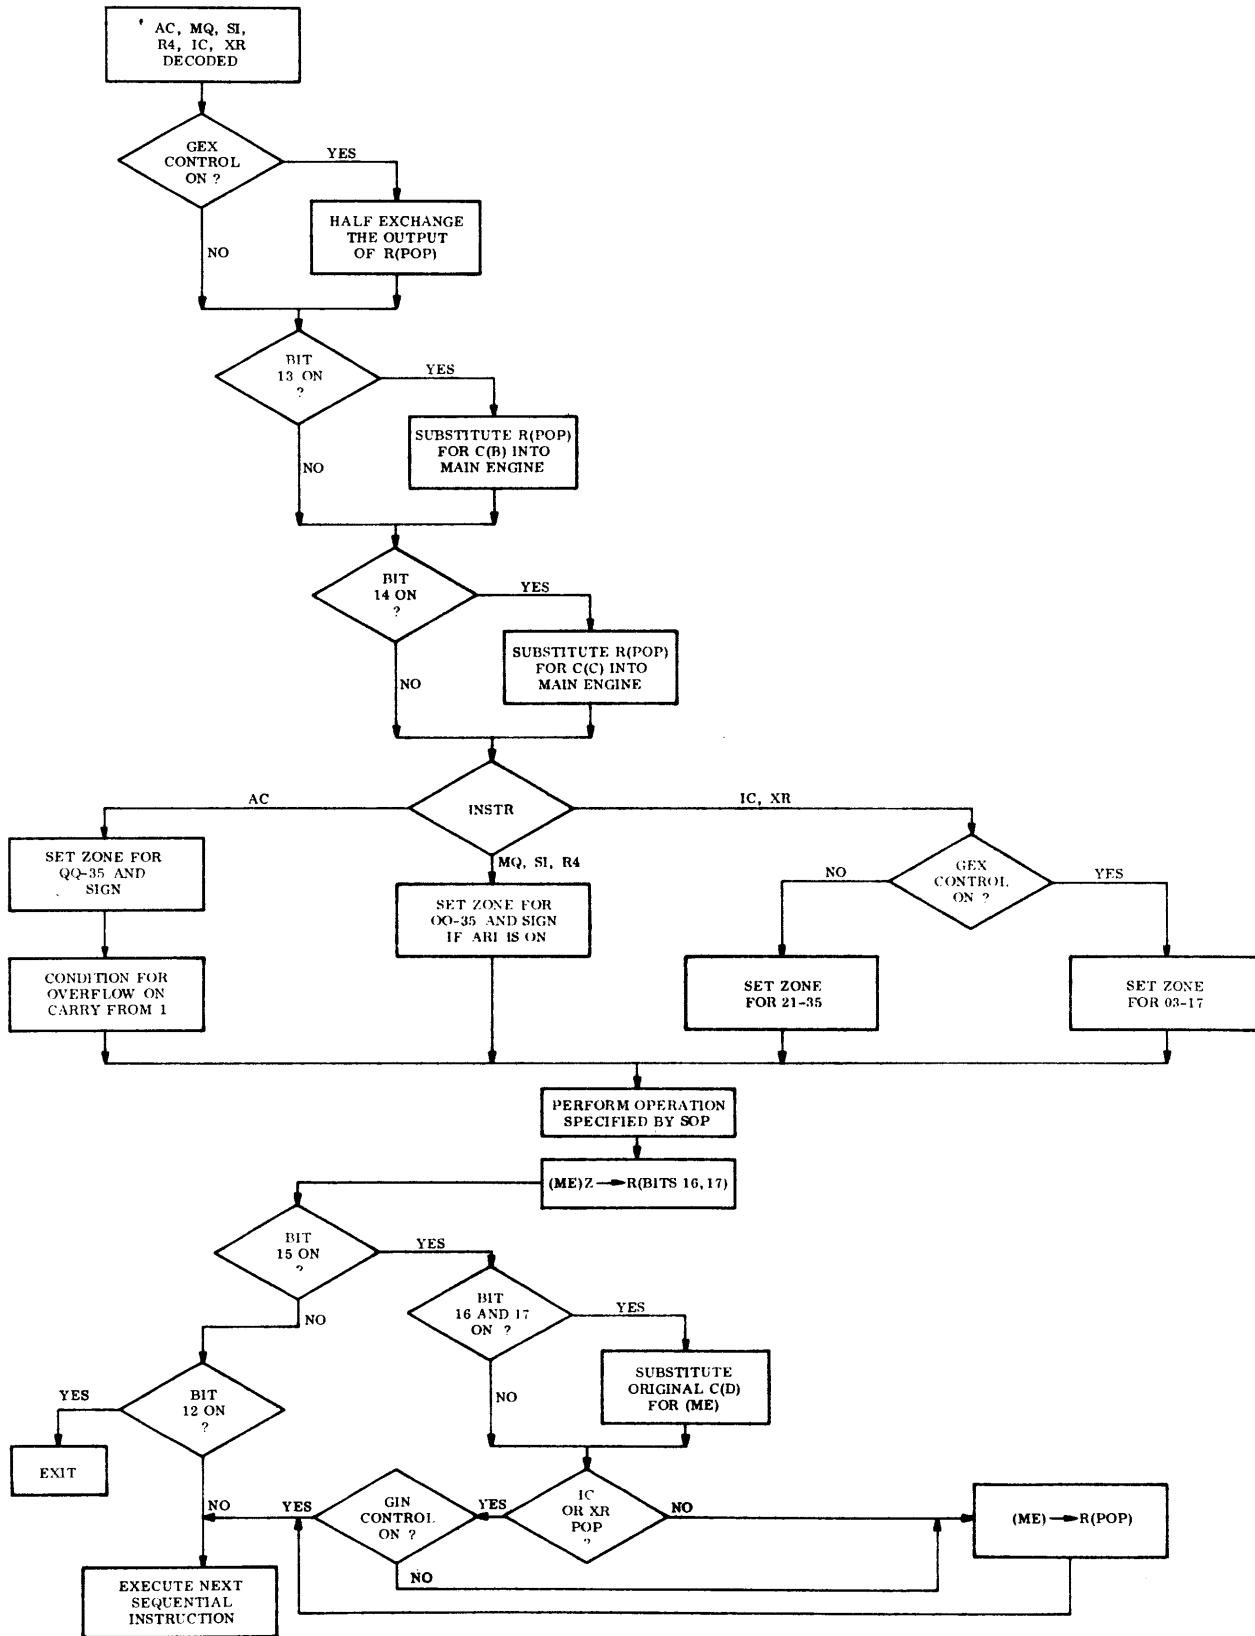 AC, MQ, SI,
R4, IC, XR
DECODED
GEX
CONTROL
ON ?
YES
NO
HALF EXCHANGE
THE OUTPUT
OF R(POP)
BIT
13 ON
?
YES
NO
SUBSTITUTE R(POP)
FOR C(B) INTO
MAIN ENGINE
BIT
14 ON
?
YES
NO
SUBSTITUTE R(POP)
FOR C(C) INTO
MAIN ENGINE
INSTR
AC
IC, XR
MQ, SI, R4
SET ZONE FOR
QQ-35 AND
SIGN
SET ZONE FOR
OO-35 AND SIGN
IF ARI IS ON
GEX
CONTROL
ON ?
NO
YES
CONDITION FOR
OVERFLOW ON
CARRY FROM 1
SET ZONE
FOR 21-35
SET ZONE
FOR 03-17
PERFORM OPERATION
SPECIFIED BY SOP
(ME)Z → R(BITS 16,17)
BIT
15 ON
?
YES
NO
BIT
16 AND 17
ON ?
YES
NO
SUBSTITUTE
ORIGINAL C(D)
FOR (ME)
BIT
12 ON
?
YES
NO
EXIT
GIN
CONTROL
ON ?
YES
NO
IC
OR XR
POP
?
YES
NO
(ME) → R(POP)
EXECUTE NEXT
SEQUENTIAL
INSTRUCTION